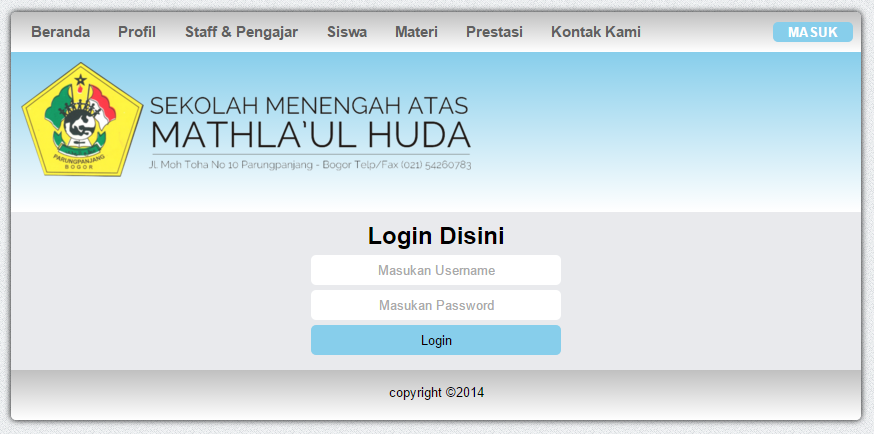 Beranda Profil Staff & Pengajar Siswa Materi Prestasi Kontak Kami MASUK
SEKOLAH MENENGAH ATAS
MATHLA'UL HUDA
Jl. Moh Toha No 10 Parungpanjang - Bogor Telp/Fax (021) 54260783
PARUNGPANJANG
BOGOR
Login Disini
Masukan Username
Masukan Password
Login
copyright ©2014